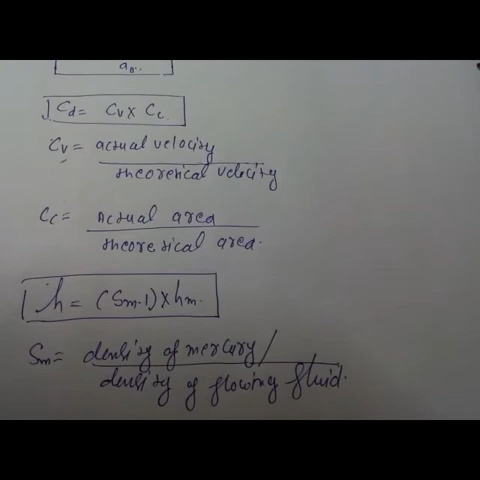 a₀..
Cd = Cv x Cc.
Cv = actual velocity
theoretical velocity
Cc = Actual area
theoretical area.
h = (Sm-1) x hm.
Sm = density of mercury /
density of flowing fluid.